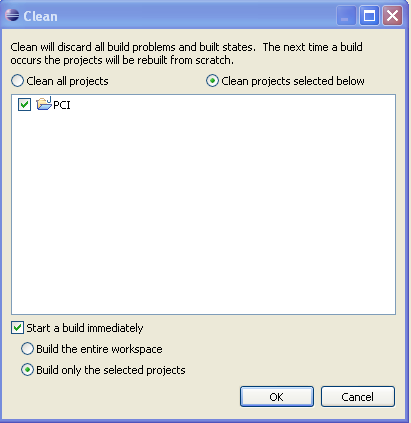 Clean
Clean will discard all build problems and built states. The next time a build
occurs the projects will be rebuilt from scratch.
Clean all projects
Clean projects selected below
PCI
Start a build immediately
Build the entire workspace
Build only the selected projects
OK
Cancel